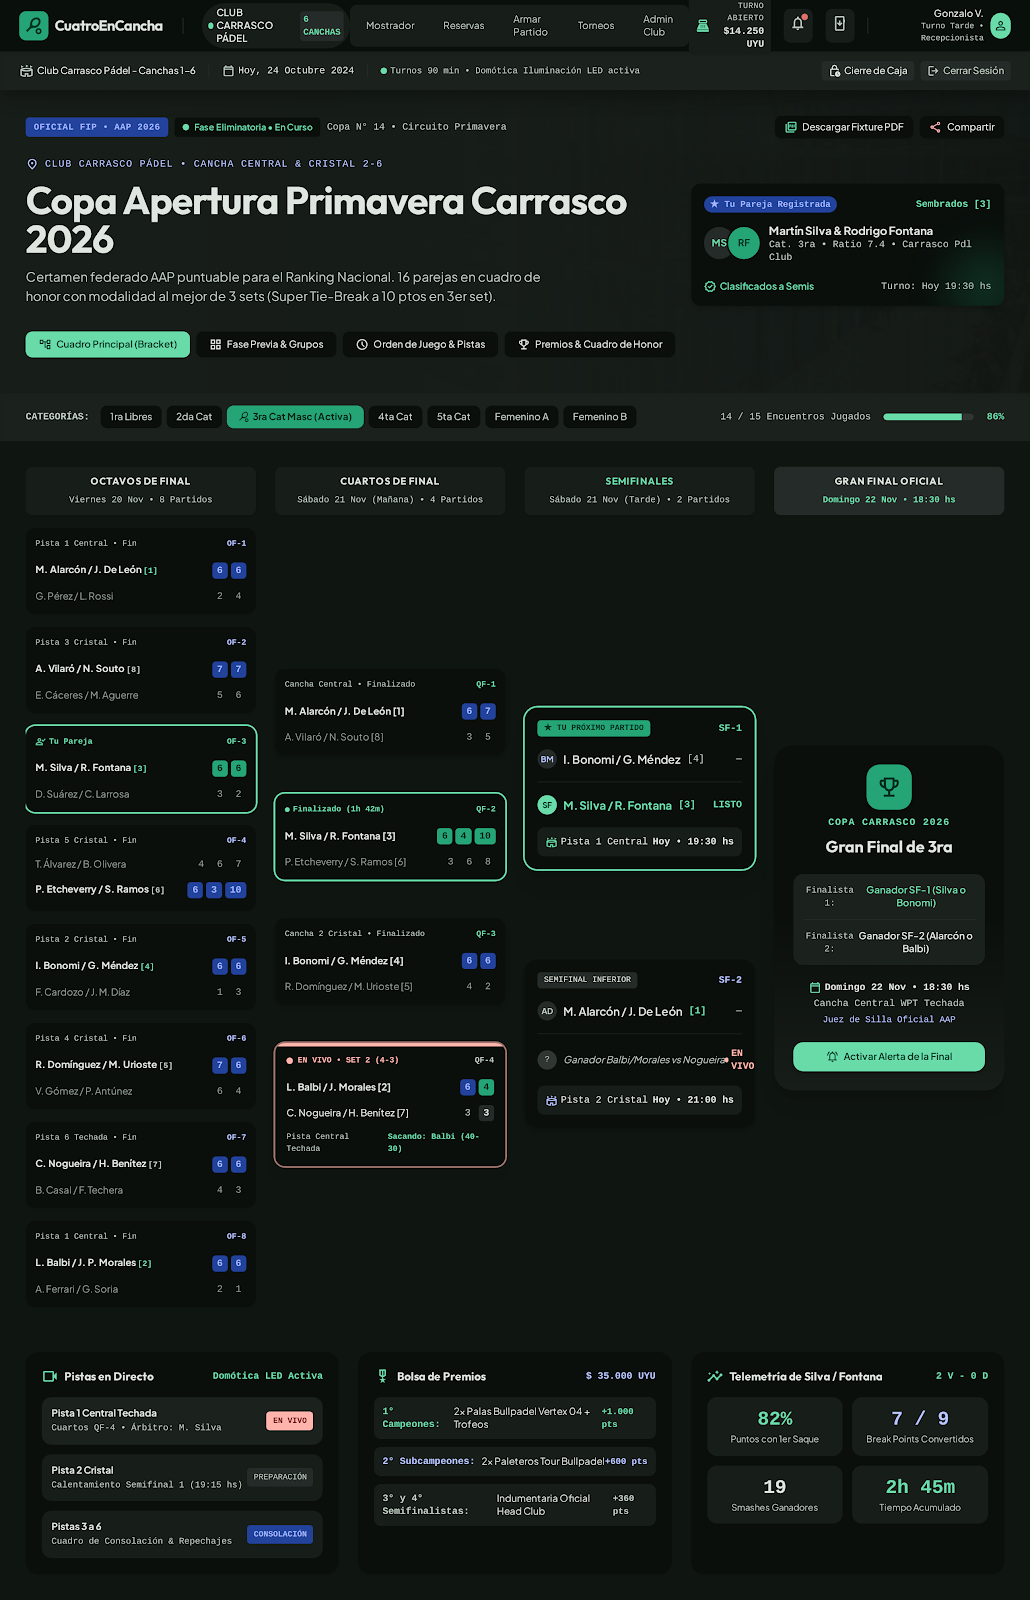 CuatroEnCancha
CLUB CARRASCO PÁDEL
6 CANCHAS
Mostrador
Reservas
Armar Partido
Torneos
Admin Club
TURNO ABIERTO
$14.250 UYU
Gonzalo V.
Turno Tarde • Recepcionista
Club Carrasco Pádel - Canchas 1-6
Hoy, 24 Octubre 2024
Turnos 90 min • Domótica Iluminación LED activa
Cierre de Caja
Cerrar Sesión
OFICIAL FIP • AAP 2026
Fase Eliminatoria • En Curso
Copa N° 14 • Circuito Primavera
Descargar Fixture PDF
Compartir
CLUB CARRASCO PÁDEL • CANCHA CENTRAL & CRISTAL 2-6
Copa Apertura Primavera Carrasco
2026
Certamen federado AAP puntuable para el Ranking Nacional. 16 parejas en cuadro de
honor con modalidad al mejor de 3 sets (Super Tie-Break a 10 ptos en 3er set).
★ Tu Pareja Registrada
Sembrados [3]
MS
RF
Martín Silva & Rodrigo Fontana
Cat. 3ra • Ratio 7.4 • Carrasco Pdl
Club
Clasificados a Semis
Turno: Hoy 19:30 hs
Cuadro Principal (Bracket)
Fase Previa & Grupos
Orden de Juego & Pistas
Premios & Cuadro de Honor
CATEGORÍAS:
1ra Libres
2da Cat
3ra Cat Masc (Activa)
4ta Cat
5ta Cat
Femenino A
Femenino B
14 / 15 Encuentros Jugados
86%
OCTAVOS DE FINAL
Viernes 20 Nov • 8 Partidos
Pista 1 Central • Fin OF-1
M. Alarcón / J. De León [1] 6 6
G. Pérez / L. Rossi 2 4
Pista 3 Cristal • Fin OF-2
A. Vilaró / N. Souto [8] 7 7
E. Cáceres / M. Aguerre 5 6
Tu Pareja OF-3
M. Silva / R. Fontana [3] 6 6
D. Suárez / C. Larrosa 3 2
Pista 5 Cristal • Fin OF-4
T. Álvarez / B. Olivera 4 6 7
P. Etcheverry / S. Ramos [6] 6 3 10
Pista 2 Cristal • Fin OF-5
I. Bonomi / G. Méndez [4] 6 6
F. Cardozo / J. M. Díaz 1 3
Pista 4 Cristal • Fin OF-6
R. Domínguez / M. Urioste [5] 7 6
V. Gómez / P. Antúnez 6 4
Pista 6 Techada • Fin OF-7
C. Nogueira / H. Benítez [7] 6 6
B. Casal / F. Techera 4 3
Pista 1 Central • Fin OF-8
L. Balbi / J. P. Morales [2] 6 6
A. Ferrari / G. Soria 2 1
CUARTOS DE FINAL
Sábado 21 Nov (Mañana) • 4 Partidos
Cancha Central • Finalizado QF-1
M. Alarcón / J. De León [1] 6 7
A. Vilaró / N. Souto [8] 3 5
Finalizado (1h 42m) QF-2
M. Silva / R. Fontana [3] 6 4 10
P. Etcheverry / S. Ramos [6] 3 6 8
Cancha 2 Cristal • Finalizado QF-3
I. Bonomi / G. Méndez [4] 6 6
R. Domínguez / M. Urioste [5] 4 2
EN VIVO • SET 2 (4-3) QF-4
L. Balbi / J. Morales [2] 6 4
C. Nogueira / H. Benítez [7] 3 3
Pista Central Techada
Sacando: Balbi (40-30)
SEMIFINALES
Sábado 21 Nov (Tarde) • 2 Partidos
★ TU PRÓXIMO PARTIDO SF-1
BM I. Bonomi / G. Méndez [4] –
SF M. Silva / R. Fontana [3] LISTO
Pista 1 Central Hoy • 19:30 hs
SEMIFINAL INFERIOR SF-2
AD M. Alarcón / J. De León [1] –
? Ganador Balbi/Morales vs Nogueira EN VIVO
Pista 2 Cristal Hoy • 21:00 hs
GRAN FINAL OFICIAL
Domingo 22 Nov • 18:30 hs
COPA CARRASCO 2026
Gran Final de 3ra
Finalista 1: Ganador SF-1 (Silva o Bonomi)
Finalista 2: Ganador SF-2 (Alarcón o Balbi)
Domingo 22 Nov • 18:30 hs
Cancha Central WPT Techada
Juez de Silla Oficial AAP
Activar Alerta de la Final
Pistas en Directo
Domótica LED Activa
Pista 1 Central Techada
Cuartos QF-4 • Árbitro: M. Silva
EN VIVO
Pista 2 Cristal
Calentamiento Semifinal 1 (19:15 hs)
PREPARACIÓN
Pistas 3 a 6
Cuadro de Consolación & Repechajes
CONSOLACIÓN
Bolsa de Premios
$ 35.000 UYU
1° Campeones: 2x Palas Bullpadel Vertex 04 + Trofeos +1.000 pts
2° Subcampeones: 2x Paleteros Tour Bullpadel +600 pts
3° y 4° Semifinalistas: Indumentaria Oficial Head Club +360 pts
Telemetría de Silla / Fontana
2 V - 0 D
82%
Puntos con 1er Saque
7 / 9
Break Points Convertidos
19
Smashes Ganadores
2h 45m
Tiempo Acumulado